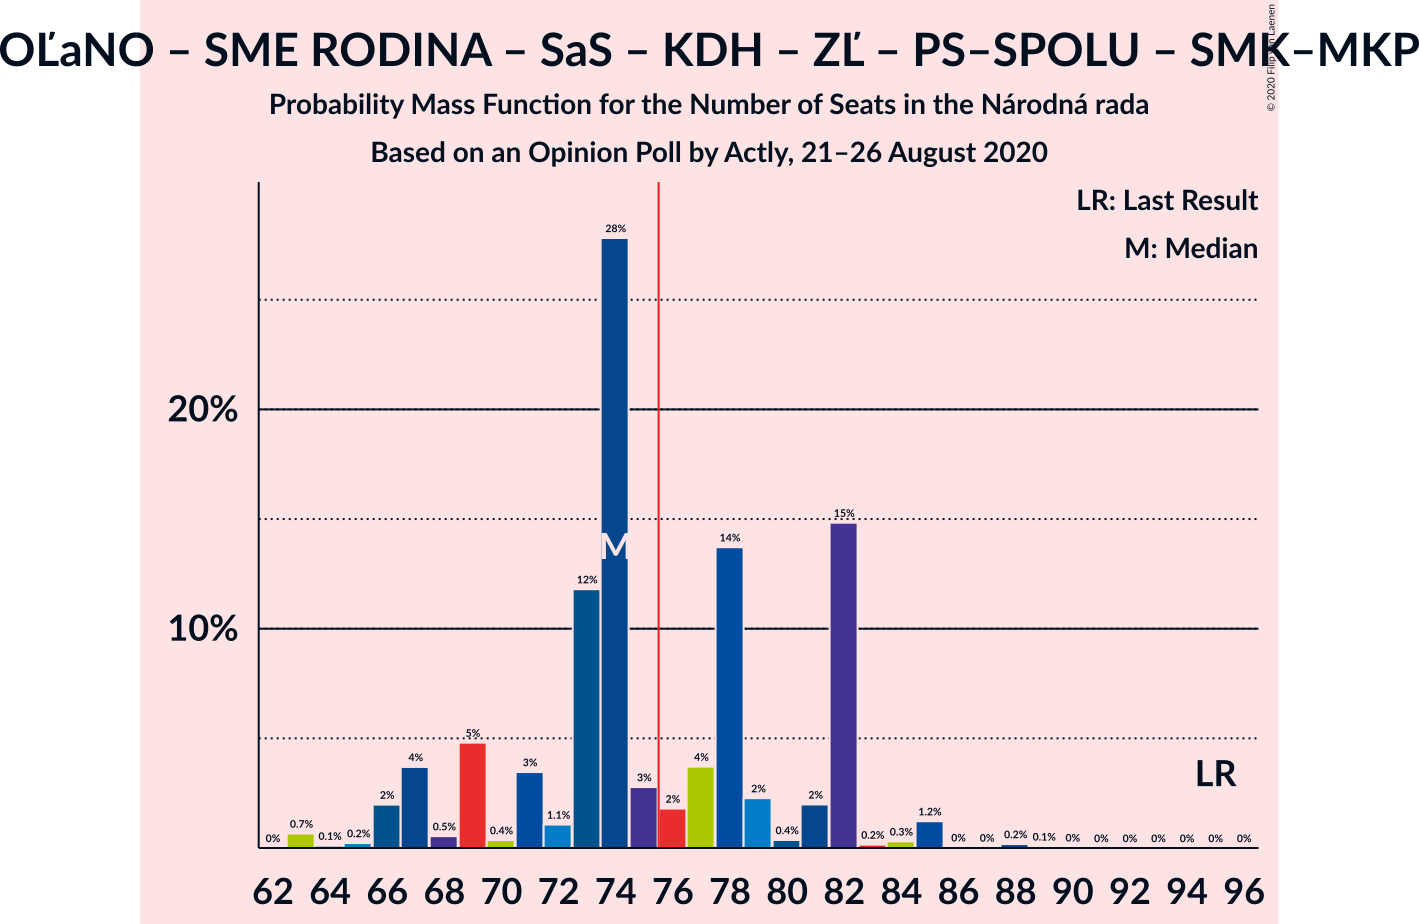 OĽaNO – SME RODINA – SaS – KDH – ZĽ – PS–SPOLU – SMK–MKP
© 2020 Filip van Laenen
Probability Mass Function for the Number of Seats in the Národná rada
Based on an Opinion Poll by Actly, 21–26 August 2020
LR: Last Result
M: Median
20%
10%
0% 0.7% 0.1% 0.2% 2% 4% 0.5% 5% 0.4% 3% 1.1% 12% 28% 3% 2% 4% 14% 2% 0.4% 2% 15% 0.2% 0.3% 1.2% 0% 0% 0.2% 0.1% 0% 0% 0% 0% 0% 0% 0%
M
LR
62 64 66 68 70 72 74 76 78 80 82 84 86 88 90 92 94 96